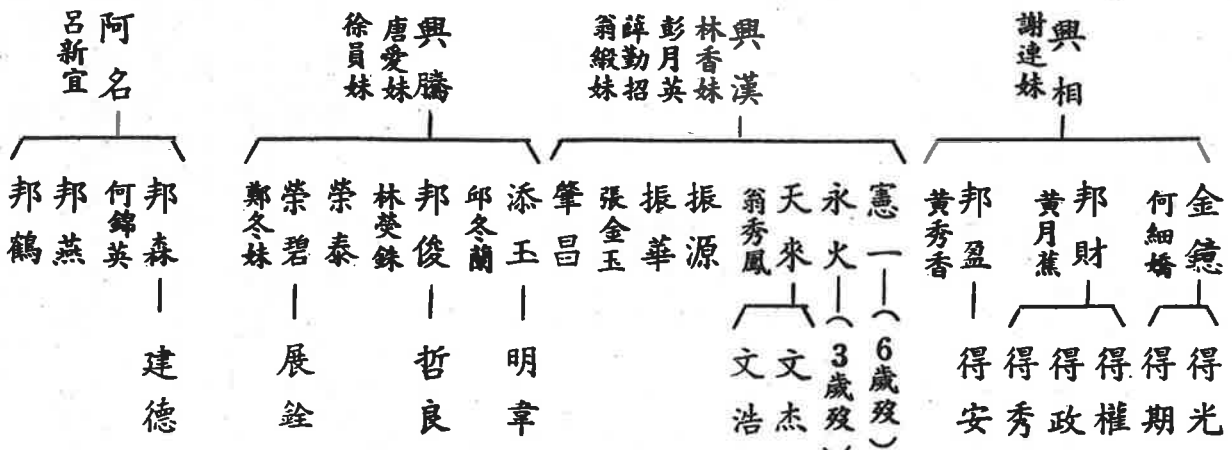 興相
謝連妹
興漢
林香妹
彭月英
薛勤招
翁緞妹
興騰
唐愛妹
徐員妹
阿名
呂新宜
金鐿
何細嬌
邦財
黃月蕉
邦盈
黃秀香
憲一
永火
天來
翁秀鳳
振源
振華
張金玉
肇昌
添玉
邱冬蘭
邦俊
林熒銖
榮泰
榮碧
鄭冬妹
邦森
何錦英
邦燕
邦鶴
得光
得期
得權
得政
得秀
得安
（6歲歿）
（3歲歿）
文杰
文浩
明韋
哲良
展銓
建德